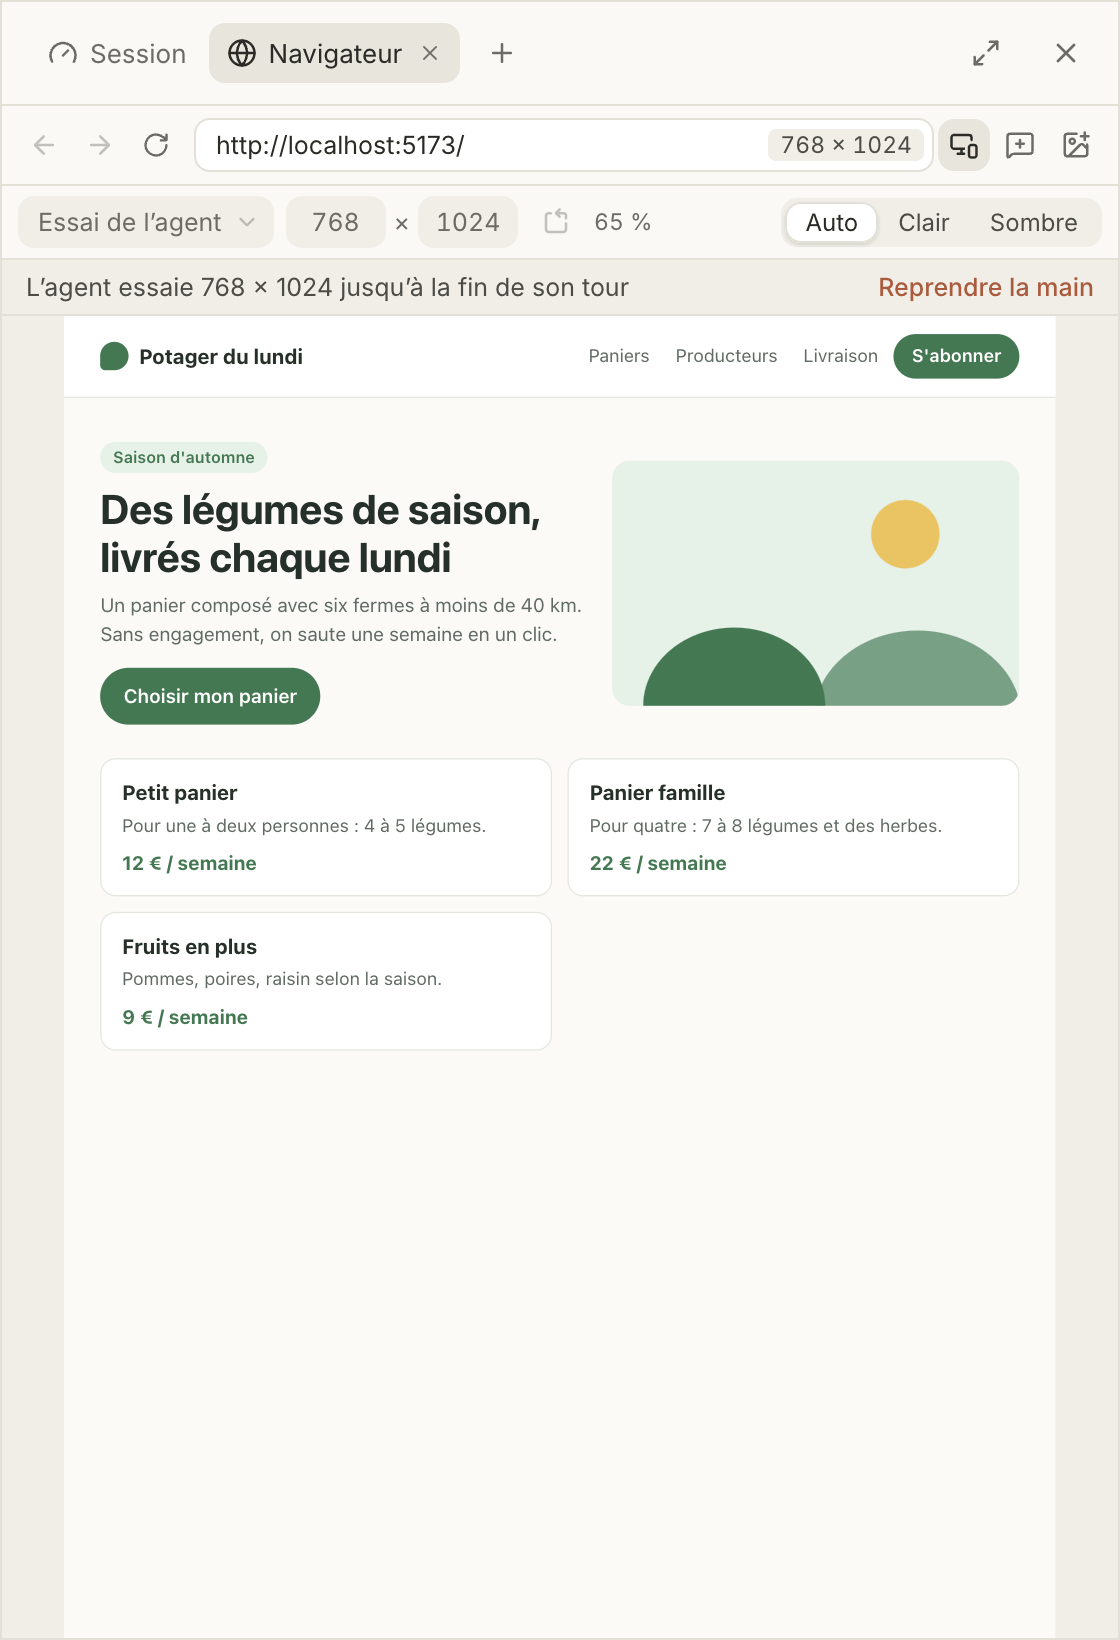 Session
Navigateur
http://localhost:5173/
768 × 1024
Essai de l’agent
768 × 1024
65 %
Auto
Clair
Sombre
L’agent essaie 768 × 1024 jusqu’à la fin de son tour
Reprendre la main
Potager du lundi
Paniers
Producteurs
Livraison
S'abonner
Saison d'automne
Des légumes de saison,
livrés chaque lundi
Un panier composé avec six fermes à moins de 40 km.
Sans engagement, on saute une semaine en un clic.
Choisir mon panier
Petit panier
Pour une à deux personnes : 4 à 5 légumes.
12 € / semaine
Panier famille
Pour quatre : 7 à 8 légumes et des herbes.
22 € / semaine
Fruits en plus
Pommes, poires, raisin selon la saison.
9 € / semaine